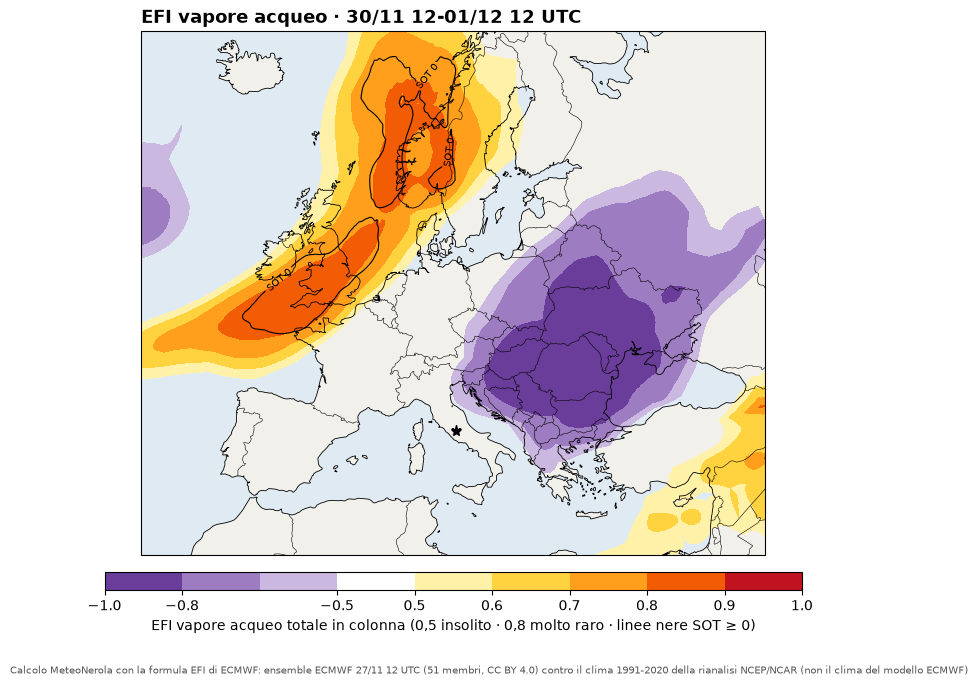 EFI vapore acqueo · 30/11 12-01/12 12 UTC
SOT 0
SOT 0
SOT 0
−1.0 −0.8 −0.5 0.5 0.6 0.7 0.8 0.9 1.0
EFI vapore acqueo totale in colonna (0,5 insolito · 0,8 molto raro · linee nere SOT ≥ 0)
Calcolo MeteoNerola con la formula EFI di ECMWF: ensemble ECMWF 27/11 12 UTC (51 membri, CC BY 4.0) contro il clima 1991-2020 della rianalisi NCEP/NCAR (non il clima del modello ECMWF)